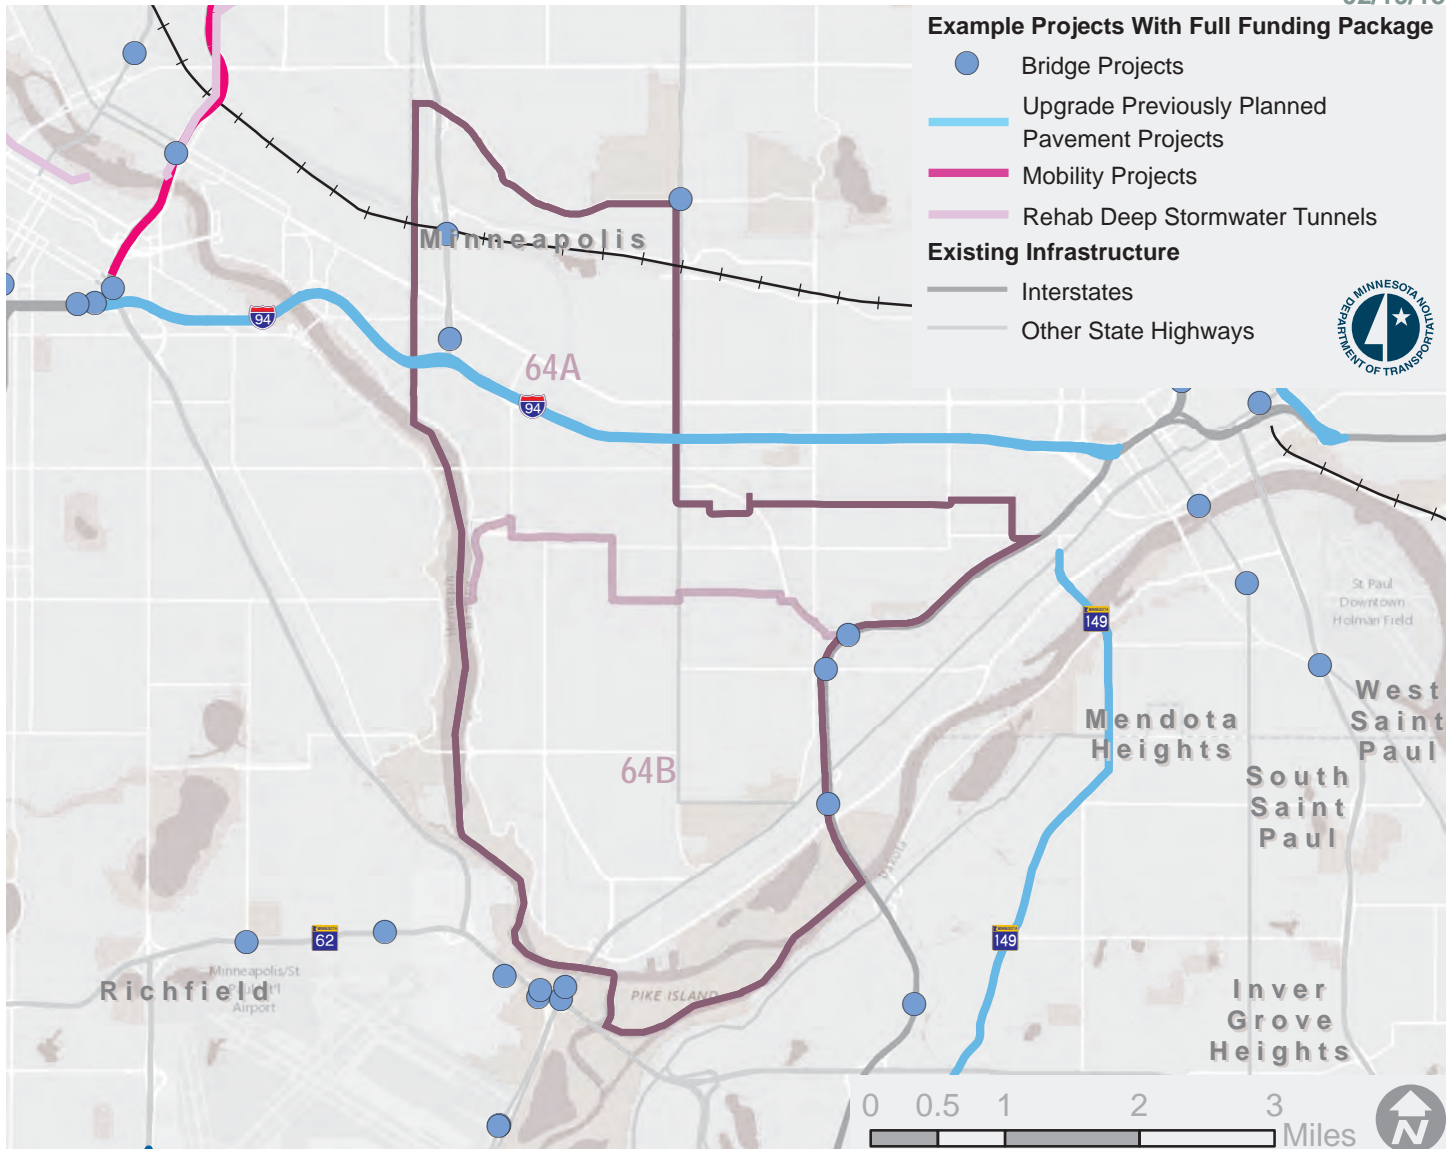 Example Projects With Full Funding Package
Bridge Projects
Upgrade Previously Planned
Pavement Projects
Mobility Projects
Rehab Deep Stormwater Tunnels
Existing Infrastructure
Interstates
Other State Highways
MINNESOTA
DEPARTMENT OF TRANSPORTATION
Minneapolis
94
64A
94
St Paul
Downtown
Holman Field
149
West
Saint
Paul
Mendota
Heights
64B
South
Saint
Paul
Dakota
62
149
Minneapolis/St
Airport
Richfield
PIKE ISLAND
Inver
Grove
Heights
0 0.5 1 2 3
Miles
N